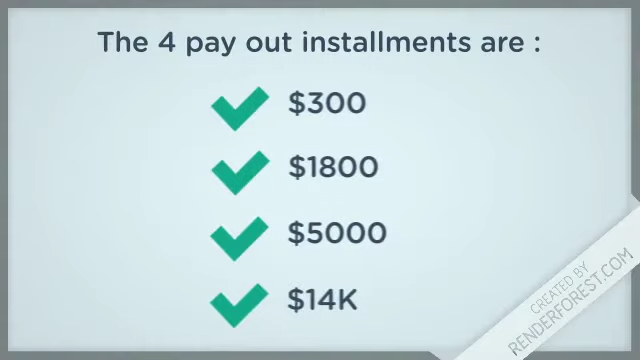 The 4 pay out installments are :
$300
$1800
$5000
$14K
CREATED BY
RENDERFOREST.COM